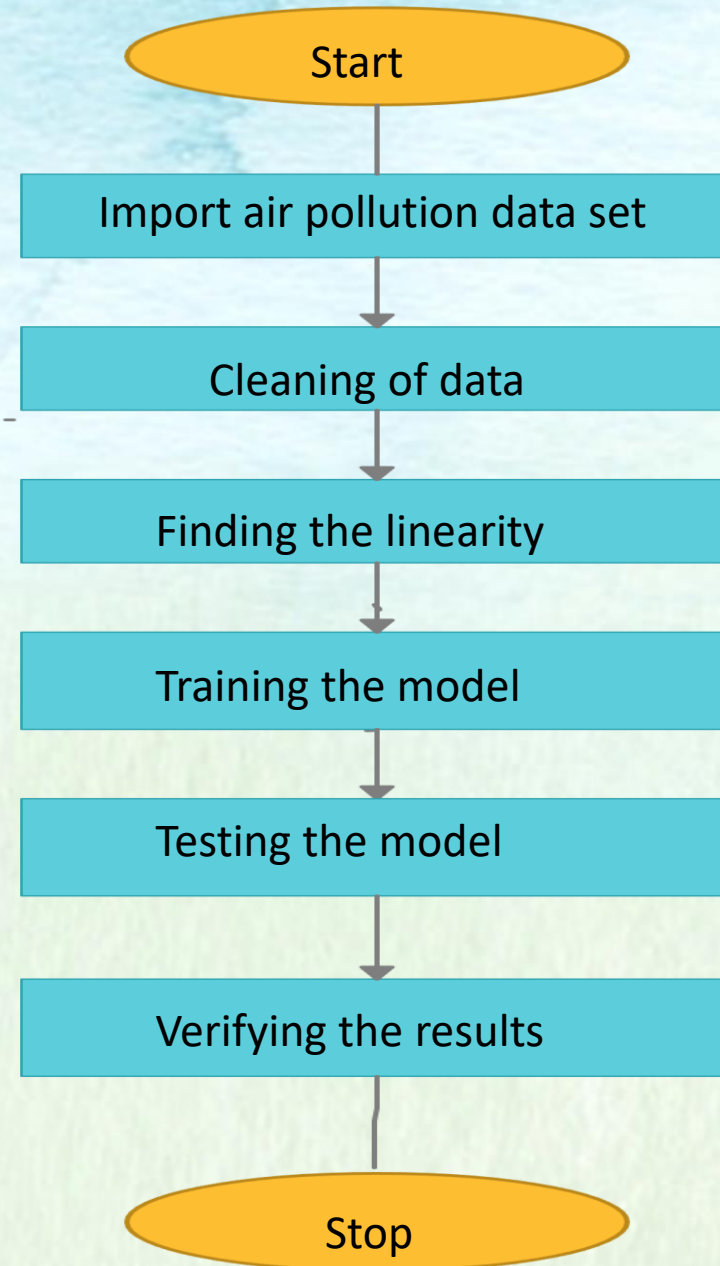 Start
Import air pollution data set
Cleaning of data
Finding the linearity
Training the model
Testing the model
Verifying the results
Stop